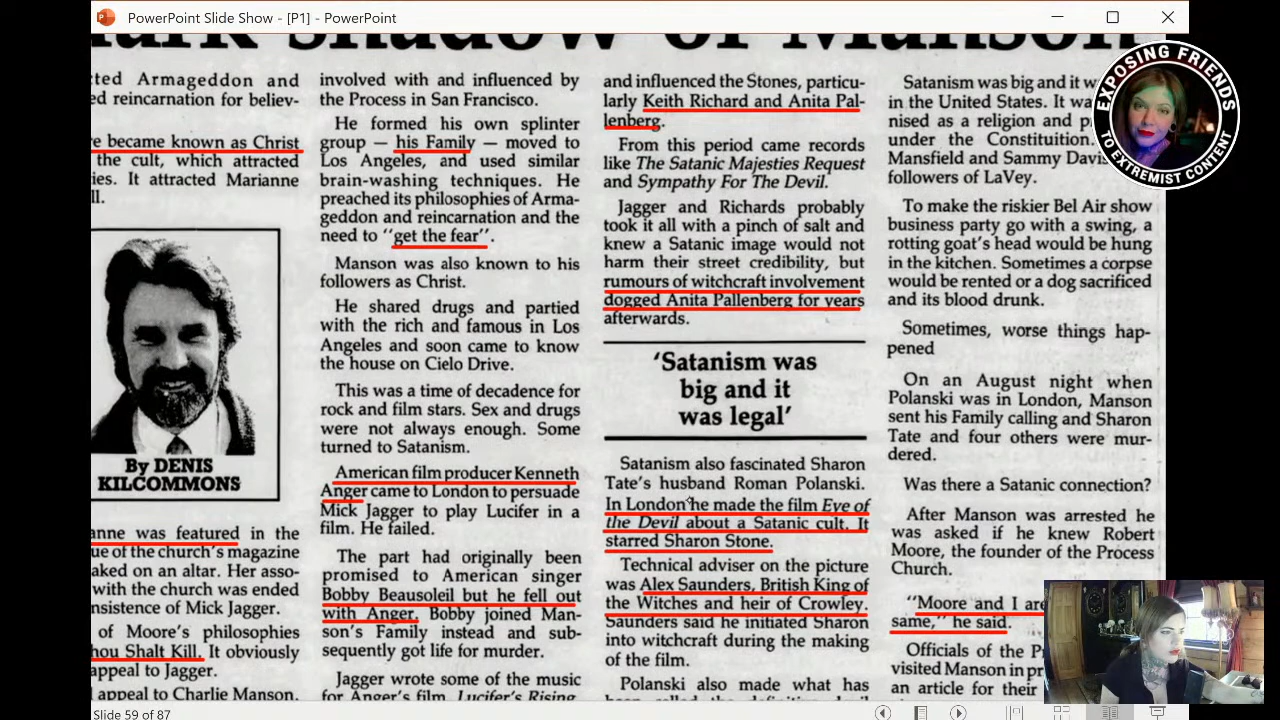 PowerPoint Slide Show - [P1] - PowerPoint
ark shadow of Manson
cted Armageddon and
ed reincarnation for believ-
e became known as Christ
the cult, which attracted
ies. It attracted Marianne
ll.
By DENIS
KILCOMMONS
anne was featured in the
ue of the church's magazine
aked on an altar. Her asso-
with the church was ended
nsistence of Mick Jagger.
of Moore's philosophies
hou Shalt Kill. It obviously
appeal to Jagger.
l appeal to Charlie Manson.
involved with and influenced by
the Process in San Francisco.
He formed his own splinter
group — his Family — moved to
Los Angeles, and used similar
brain-washing techniques. He
preached its philosophies of Arma-
geddon and reincarnation and the
need to "get the fear".
Manson was also known to his
followers as Christ.
He shared drugs and partied
with the rich and famous in Los
Angeles and soon came to know
the house on Cielo Drive.
This was a time of decadence for
rock and film stars. Sex and drugs
were not always enough. Some
turned to Satanism.
American film producer Kenneth
Anger came to London to persuade
Mick Jagger to play Lucifer in a
film. He failed.
The part had originally been
promised to American singer
Bobby Beausoleil but he fell out
with Anger. Bobby joined Man-
son's Family instead and sub-
sequently got life for murder.
Jagger wrote some of the music
for Anger's film, Lucifer's Rising,
and influenced the Stones, particu-
larly Keith Richard and Anita Pal-
lenberg.
From this period came records
like The Satanic Majesties Request
and Sympathy For The Devil.
Jagger and Richards probably
took it all with a pinch of salt and
knew a Satanic image would not
harm their street credibility, but
rumours of witchcraft involvement
dogged Anita Pallenberg for years
afterwards.
'Satanism was
big and it
was legal'
Satanism also fascinated Sharon
Tate's husband Roman Polanski.
In London he made the film Eye of
the Devil about a Satanic cult. It
starred Sharon Stone.
Technical adviser on the picture
was Alex Saunders, British King of
the Witches and heir of Crowley.
Saunders said he initiated Sharon
into witchcraft during the making
of the film.
Polanski also made what has
Satanism was big and it w
in the United States. It wa
nised as a religion and p
under the Constituition.
Mansfield and Sammy Davis
followers of LaVey.
To make the riskier Bel Air show
business party go with a swing, a
rotting goat's head would be hung
in the kitchen. Sometimes a corpse
would be rented or a dog sacrificed
and its blood drunk.
Sometimes, worse things hap-
pened
On an August night when
Polanski was in London, Manson
sent his Family calling and Sharon
Tate and four others were mur-
dered.
Was there a Satanic connection?
After Manson was arrested he
was asked if he knew Robert
Moore, the founder of the Process
Church.
"Moore and I are
same," he said.
Officials of the P
visited Manson in pr
an article for their
EXPOSING FRIENDS
TO EXTREMIST CONTENT
Slide 59 of 87